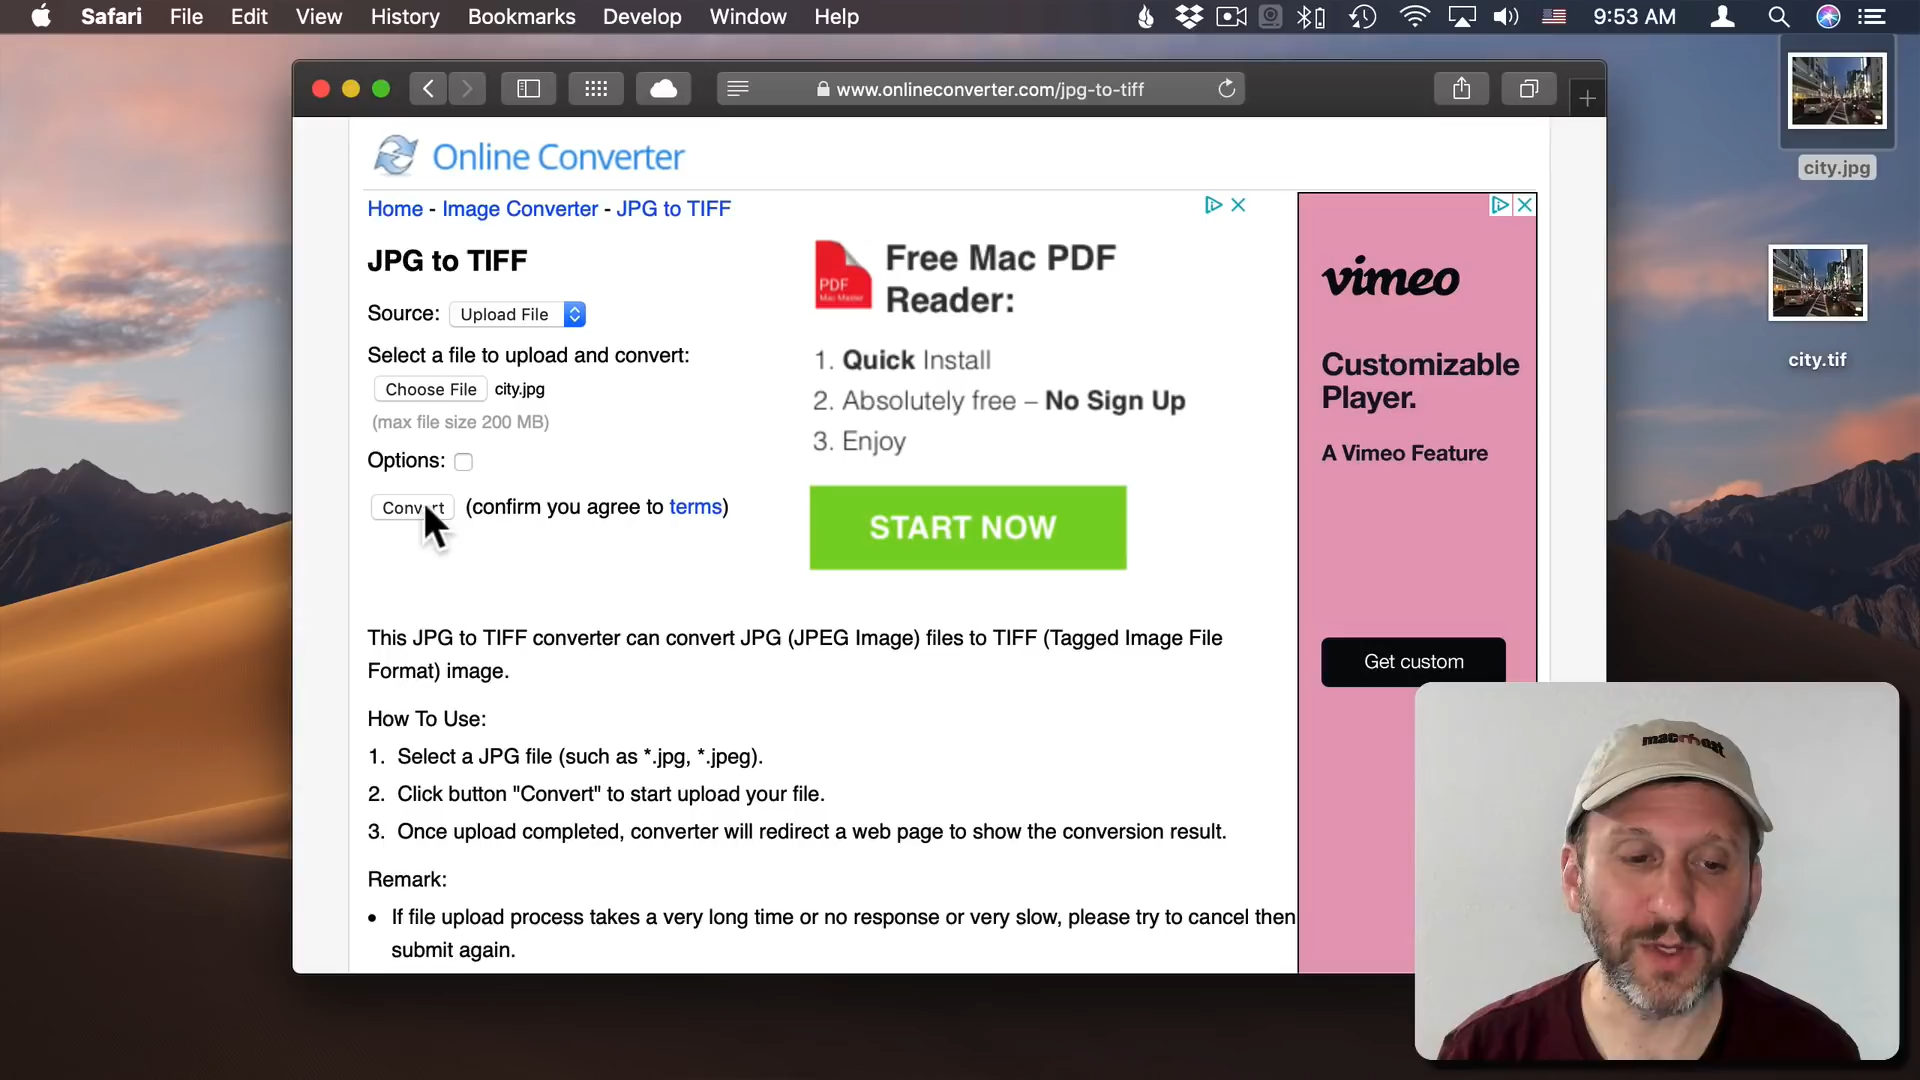 Safari File Edit View History Bookmarks Develop Window Help 9:53 AM
www.onlineconverter.com/jpg-to-tiff
city.jpg
city.tif
Online Converter
Home - Image Converter - JPG to TIFF
JPG to TIFF
Source: Upload File
Select a file to upload and convert:
Choose File city.jpg
(max file size 200 MB)
Options:
Convert (confirm you agree to terms)
PDF
Mac Master
Free Mac PDF
Reader:
1. Quick Install
2. Absolutely free – No Sign Up
3. Enjoy
START NOW
vimeo
Customizable
Player.
A Vimeo Feature
Get custom
This JPG to TIFF converter can convert JPG (JPEG Image) files to TIFF (Tagged Image File
Format) image.
How To Use:
1. Select a JPG file (such as *.jpg, *.jpeg).
2. Click button "Convert" to start upload your file.
3. Once upload completed, converter will redirect a web page to show the conversion result.
Remark:
• If file upload process takes a very long time or no response or very slow, please try to cancel then
submit again.
macmost